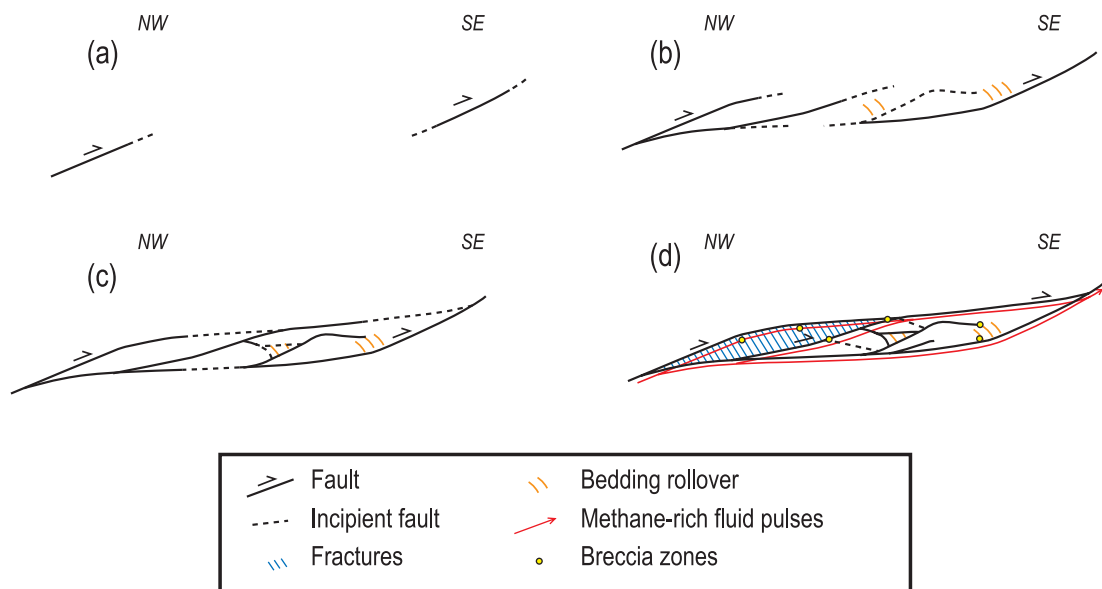 NW SE
(a)
NW SE
(b)
NW SE
(c)
NW SE
(d)
Fault
Incipient fault
Fractures
Bedding rollover
Methane-rich fluid pulses
Breccia zones